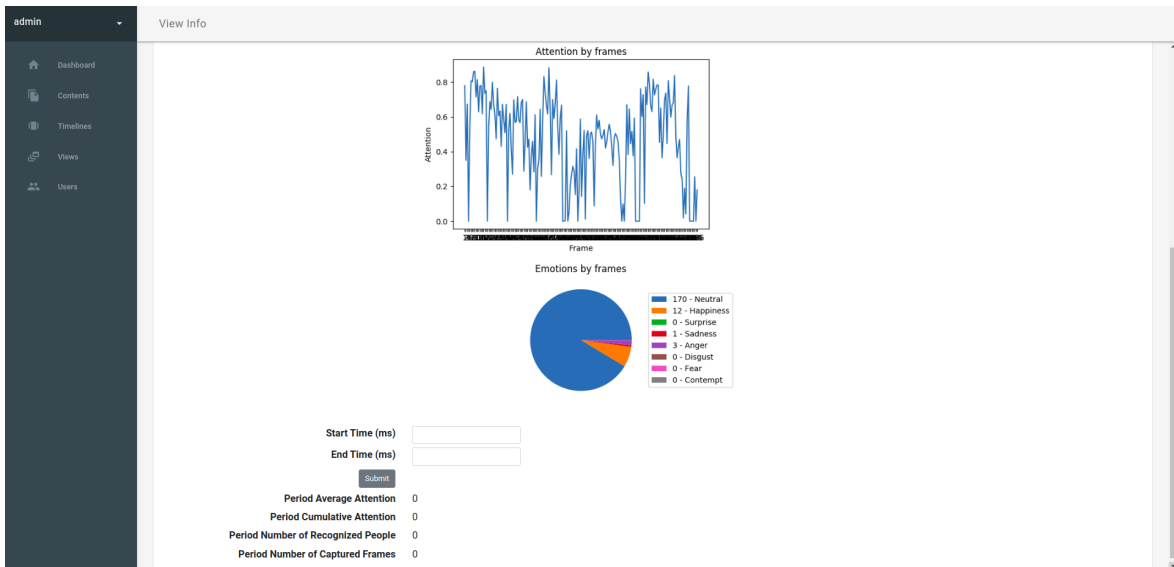 admin
View Info
Dashboard
Contents
Timelines
Views
Users
Attention by frames
0.8
0.6
0.4
0.2
0.0
Attention
Frame
Emotions by frames
170 - Neutral
12 - Happiness
0 - Surprise
1 - Sadness
3 - Anger
0 - Disgust
0 - Fear
0 - Contempt
Start Time (ms)
End Time (ms)
Submit
Period Average Attention 0
Period Cumulative Attention 0
Period Number of Recognized People 0
Period Number of Captured Frames 0